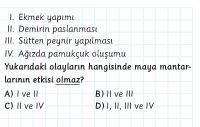 I. Ekmek yapımı
II. Demirin paslanması
III. Sütten peynir yapılması
IV. Ağızda pamukçuk oluşumu
Yukarıdaki olayların hangisinde maya mantar-
larının etkisi olmaz?
A) I ve II B) II ve III
C) II ve IV D) I, II, III ve IV